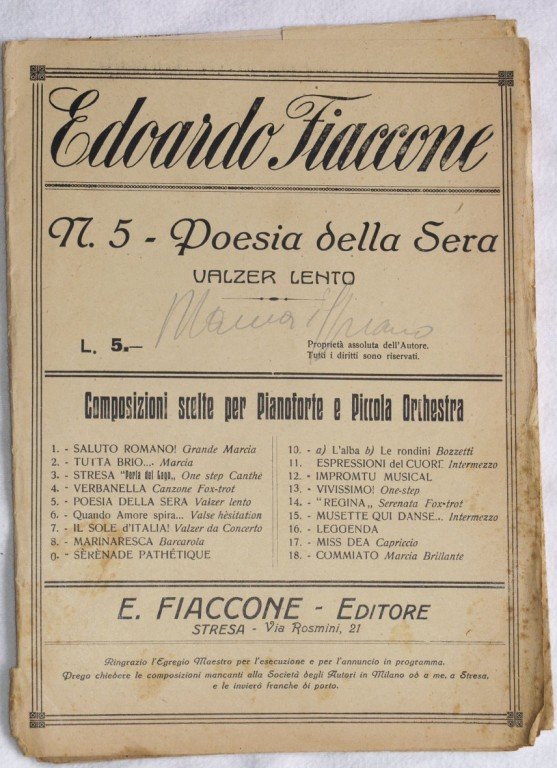 Edoardo Fiaccone
N. 5 - Poesia della Sera
VALZER LENTO
L. 5.—
Proprietà assoluta dell'Autore.
Tutti i diritti sono riservati.
Composizioni scelte per Pianoforte e Piccola Orchestra
1. - SALUTO ROMANO! Grande Marcia
2. - TUTTA BRIO... - Marcia
3. - STRESA "Perla del Lago„ One step Canthè
4. - VERBANELLA Canzone Fox-trot
5. - POESIA DELLA SERA Valzer lento
6. - Quando Amore spira... Valse hèsitation
7. - IL SOLE d'ITALIA! Valzer da Concerto
8. - MARINARESCA Barcarola
9. - SÈRÈNADE PATHÉTIQUE
10. - a) L'alba b) Le rondini Bozzetti
11. ESPRESSIONI del CUORE Intermezzo
12. - IMPROMTU MUSICAL
13. - VIVISSIMO! One-step
14. - "REGINA„ Serenata Fox-trot
15. - MUSETTE QUI DANSE... Intermezzo
16. - LEGGENDA
17. - MISS DEA Capriccio
18. - COMMIATO Marcia Brillante
E. FIACCONE - EDITORE
STRESA - Via Rosmini, 21
Ringrazio l'Egregio Maestro per l'esecuzione e per l'annuncio in programma.
Prego chiedere le composizioni mancanti alla Società degli Autori in Milano od a me, a Stresa,
e le invierò franche di porto.